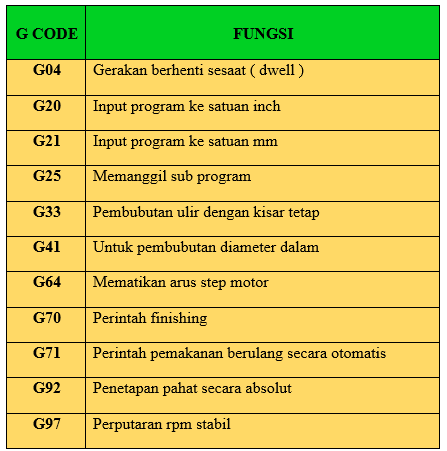 G CODE FUNGSI
G04 Gerakan berhenti sesaat ( dwell )
G20 Input program ke satuan inch
G21 Input program ke satuan mm
G25 Memanggil sub program
G33 Pembubutan ulir dengan kisar tetap
G41 Untuk pembubutan diameter dalam
G64 Mematikan arus step motor
G70 Perintah finishing
G71 Perintah pemakanan berulang secara otomatis
G92 Penetapan pahat secara absolut
G97 Perputaran rpm stabil